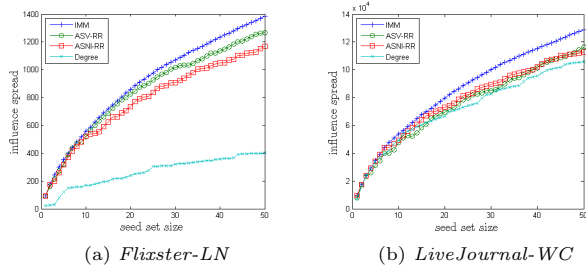 1400
1200
1000
800
600
400
200
0
influence spread
IMM
ASV-RR
ASNI-RR
Degree
0 10 20 30 40 50
seed set size
(a) Flixster-LN
x 10^4
14
12
10
8
6
4
2
0
influence spread
IMM
ASV-RR
ASNI-RR
Degree
0 10 20 30 40 50
seed set size
(b) LiveJournal-WC